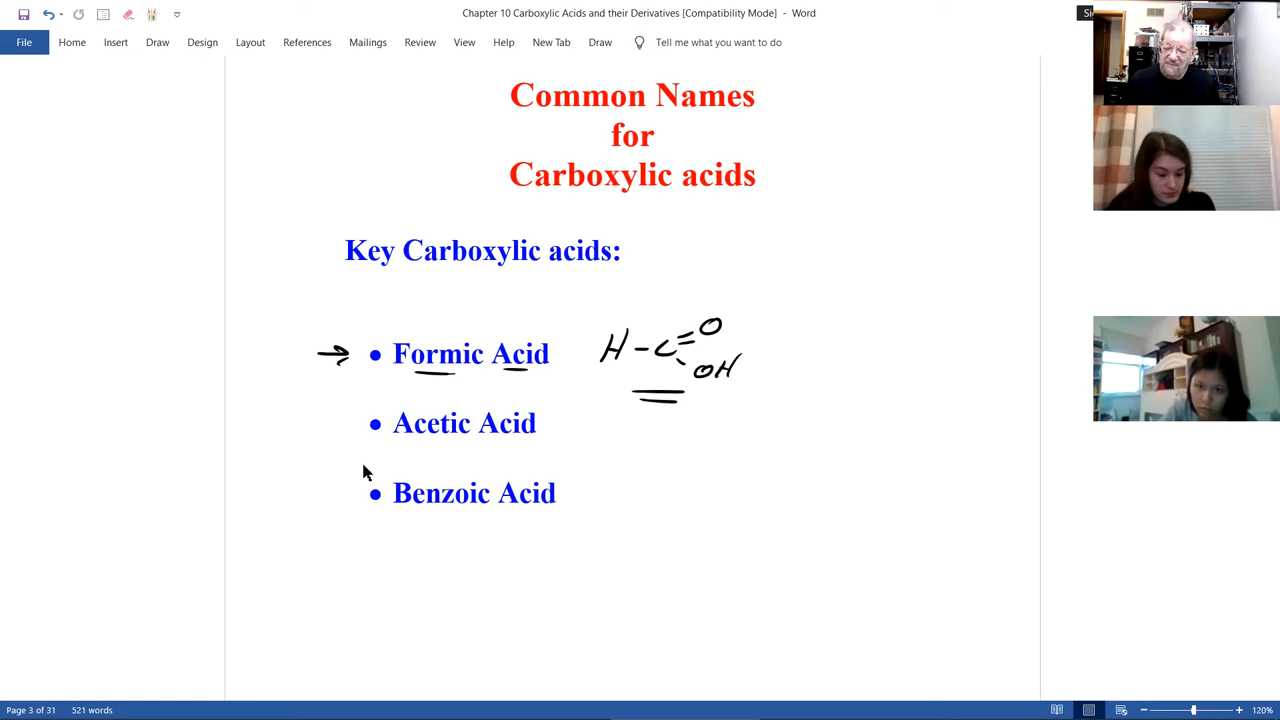 Chapter 10 Carboxylic Acids and their Derivatives [Compatibility Mode] - Word
File Home Insert Draw Design Layout References Mailings Review View Help New Tab Draw Tell me what you want to do
Common Names
for
Carboxylic acids
Key Carboxylic acids:
→ • Formic Acid H-C=O
OH
• Acetic Acid
• Benzoic Acid
Page 3 of 31 521 words 120%